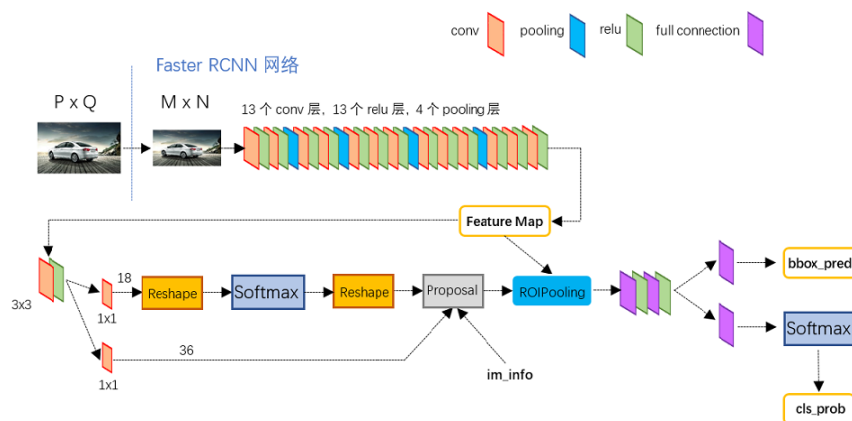 conv
pooling
relu
full connection
Faster RCNN 网络
P x Q
M x N
13 个 conv 层, 13 个 relu 层, 4 个 pooling 层
Feature Map
3x3
18
1x1
Reshape
Softmax
Reshape
Proposal
ROIPooling
bbox_pred
Softmax
36
1x1
im_info
cls_prob